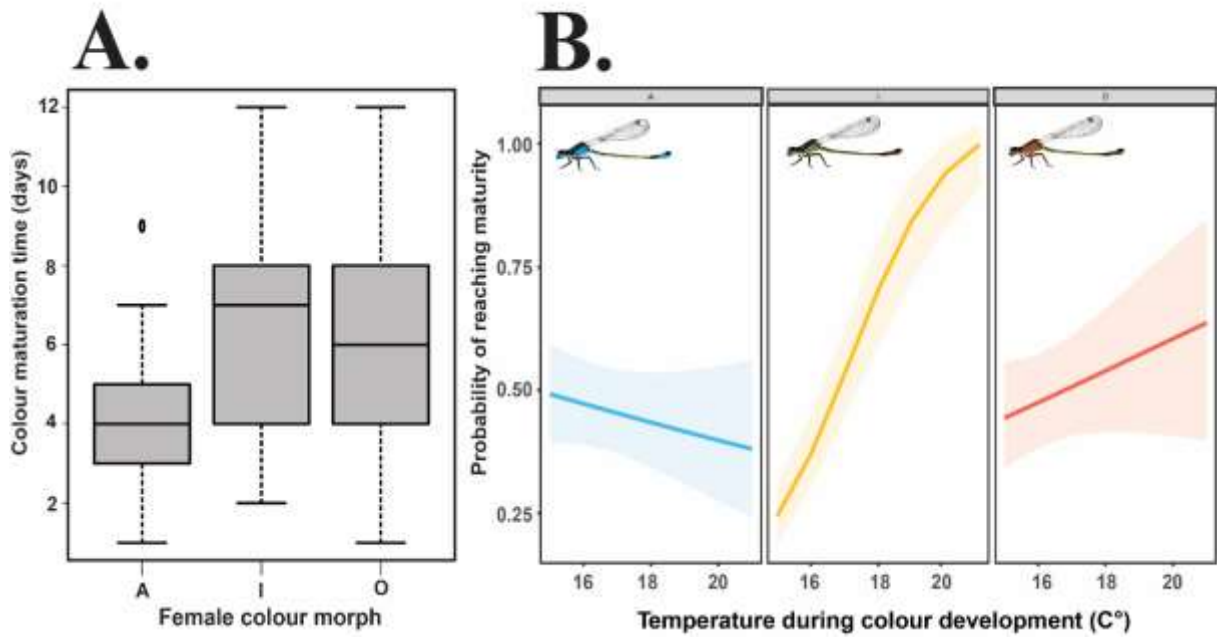 A.
B.
Colour maturation time (days)
12
10
8
6
4
2
A I O
Female colour morph
Probability of reaching maturity
1.00
0.75
0.50
0.25
A
16 18 20
16 18 20
16 18 20
Temperature during colour development (C°)